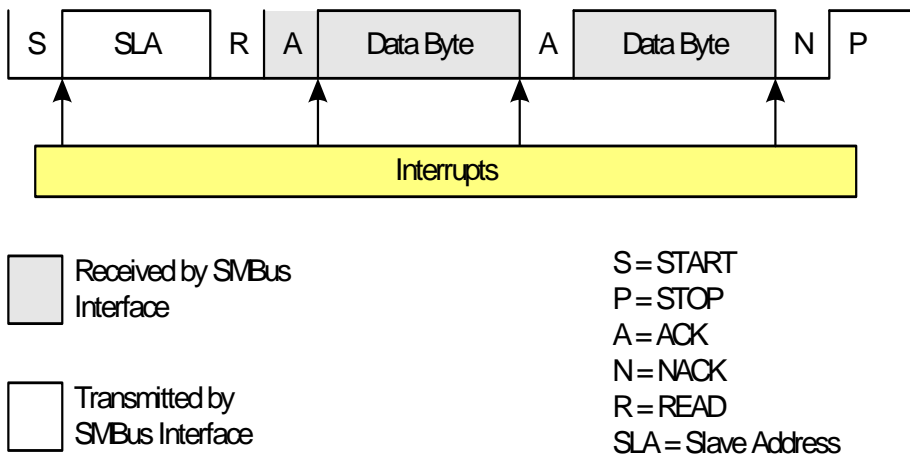 S SLA R A Data Byte A Data Byte N P
Interrupts
Received by SMBus
Interface
Transmitted by
SMBus Interface
S = START
P = STOP
A = ACK
N = NACK
R = READ
SLA = Slave Address